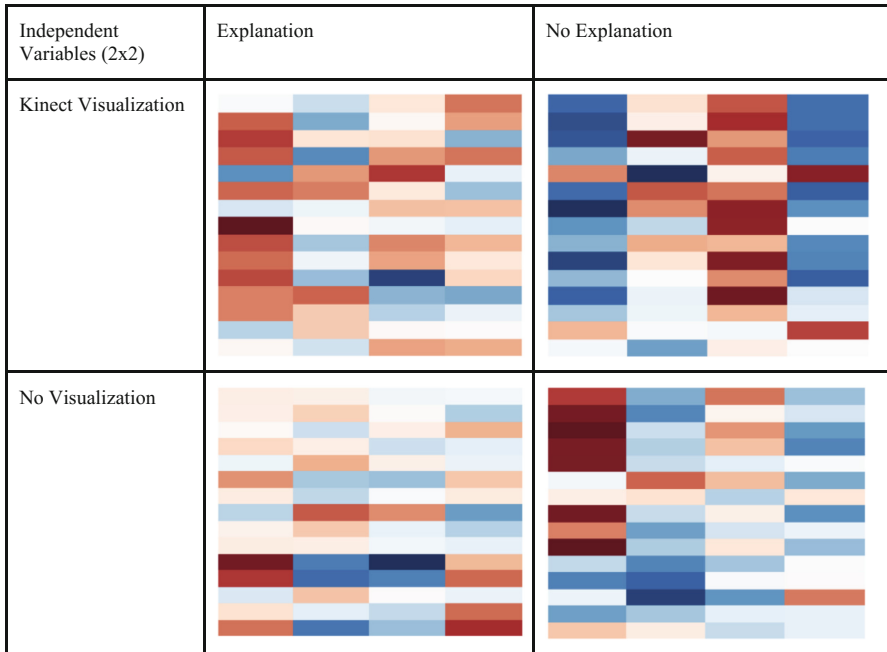 Independent
Variables (2x2)
Explanation
No Explanation
Kinect Visualization
No Visualization